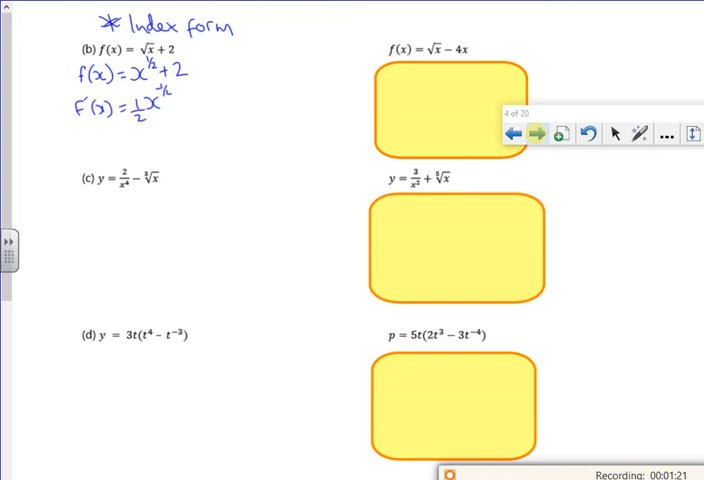 * Index form
(b) f(x) = √x + 2
f(x) = x^1/2 + 2
F'(x) = 1/2 x^-1/2
f(x) = √x − 4x
4 of 20
(c) y = 2/x⁴ − ∛x
y = 3/x² + ⁵√x
(d) y = 3t(t⁴ − t⁻³)
p = 5t(2t³ − 3t⁻⁴)
Recording: 00:01:21